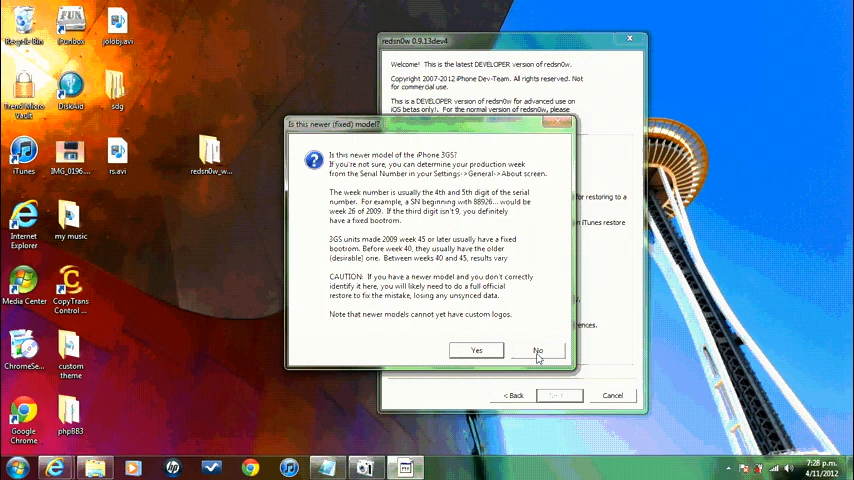 Recycle Bin
iFunbox
jolobj.avi
Trend Micro
Vault
DiskAid
sdg
iTunes
IMG_0196....
rs.avi
redsn0w_w...
Internet
Explorer
my music
Media Center
CopyTrans
Control ...
ChromeSe...
custom
theme
Google
Chrome
phpBB3
redsn0w 0.9.13dev4
Welcome! This is the latest DEVELOPER version of redsn0w.
Copyright 2007-2012 iPhone Dev-Team. All rights reserved. Not
for commercial use.
This is a DEVELOPER version of redsn0w for advanced use on
iOS betas only!. For the normal version of redsn0w, please
for restoring to a
iTunes restore
Is this newer (fixed) model?
Is this newer model of the iPhone 3GS?
If you're not sure, you can determine your production week
from the Serial Number in your Settings->General->About screen.
The week number is usually the 4th and 5th digit of the serial
number. For example, a SN beginning with 88926... would be
week 26 of 2009. If the third digit isn't 9, you definitely
have a fixed bootrom.
3GS units made 2009 week 45 or later usually have a fixed
bootrom. Before week 40, they usually have the older
(desirable) one. Between weeks 40 and 45, results vary
CAUTION: If you have a newer model and you don't correctly
identify it here, you will likely need to do a full official
restore to fix the mistake, losing any unsynced data.
Note that newer models cannot yet have custom logos.
Yes
No
< Back
Cancel
7:28 p.m.
4/11/2012